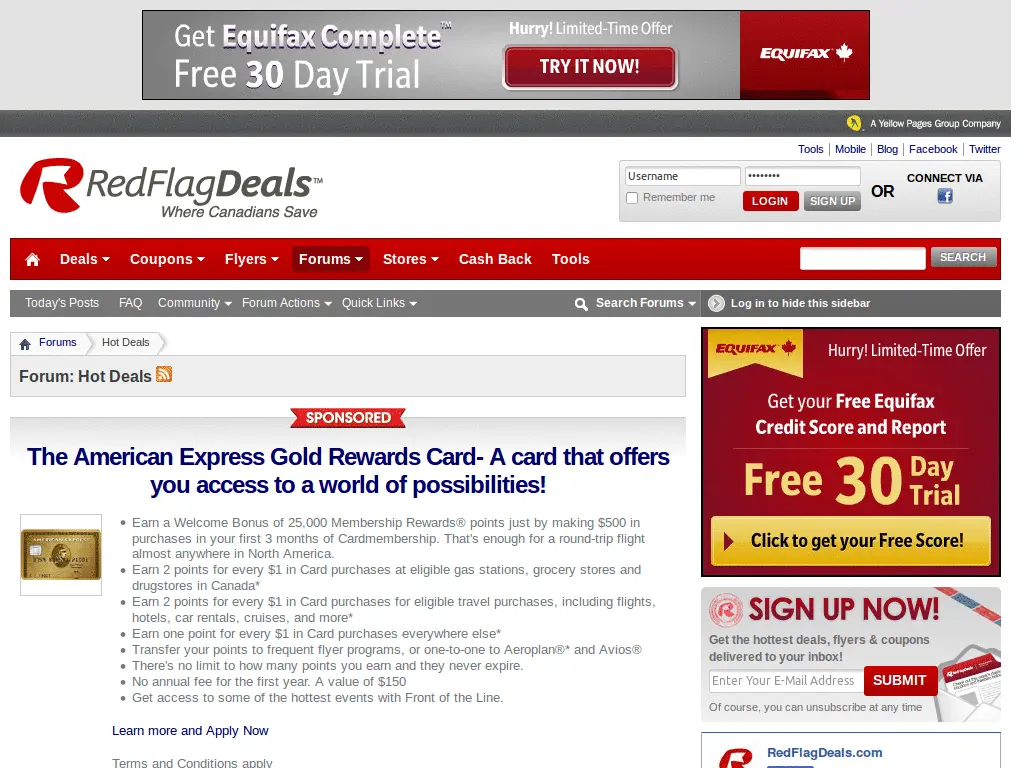 Get Equifax Complete™
Free 30 Day Trial
Hurry! Limited-Time Offer
TRY IT NOW!
EQUIFAX
A Yellow Pages Group Company
Tools
Mobile
Blog
Facebook
Twitter
RedFlagDeals™
Where Canadians Save
Username
••••••••
Remember me
LOGIN
SIGN UP
OR
CONNECT VIA
Deals
Coupons
Flyers
Forums
Stores
Cash Back
Tools
SEARCH
Today's Posts
FAQ
Community
Forum Actions
Quick Links
Search Forums
Log in to hide this sidebar
Forums
Hot Deals
Forum: Hot Deals
SPONSORED
The American Express Gold Rewards Card- A card that offers
you access to a world of possibilities!
AMERICAN EXPRESS
Earn a Welcome Bonus of 25,000 Membership Rewards® points just by making $500 in
purchases in your first 3 months of Cardmembership. That's enough for a round-trip flight
almost anywhere in North America.
Earn 2 points for every $1 in Card purchases at eligible gas stations, grocery stores and
drugstores in Canada*
Earn 2 points for every $1 in Card purchases for eligible travel purchases, including flights,
hotels, car rentals, cruises, and more*
Earn one point for every $1 in Card purchases everywhere else*
Transfer your points to frequent flyer programs, or one-to-one to Aeroplan®* and Avios®
There's no limit to how many points you earn and they never expire.
No annual fee for the first year. A value of $150
Get access to some of the hottest events with Front of the Line.
Learn more and Apply Now
Terms and Conditions apply
EQUIFAX
Hurry! Limited-Time Offer
Get your Free Equifax
Credit Score and Report
Free 30 Day Trial
Click to get your Free Score!
SIGN UP NOW!
Get the hottest deals, flyers & coupons
delivered to your inbox!
Enter Your E-Mail Address
SUBMIT
Of course, you can unsubscribe at any time
RedFlagDeals.com